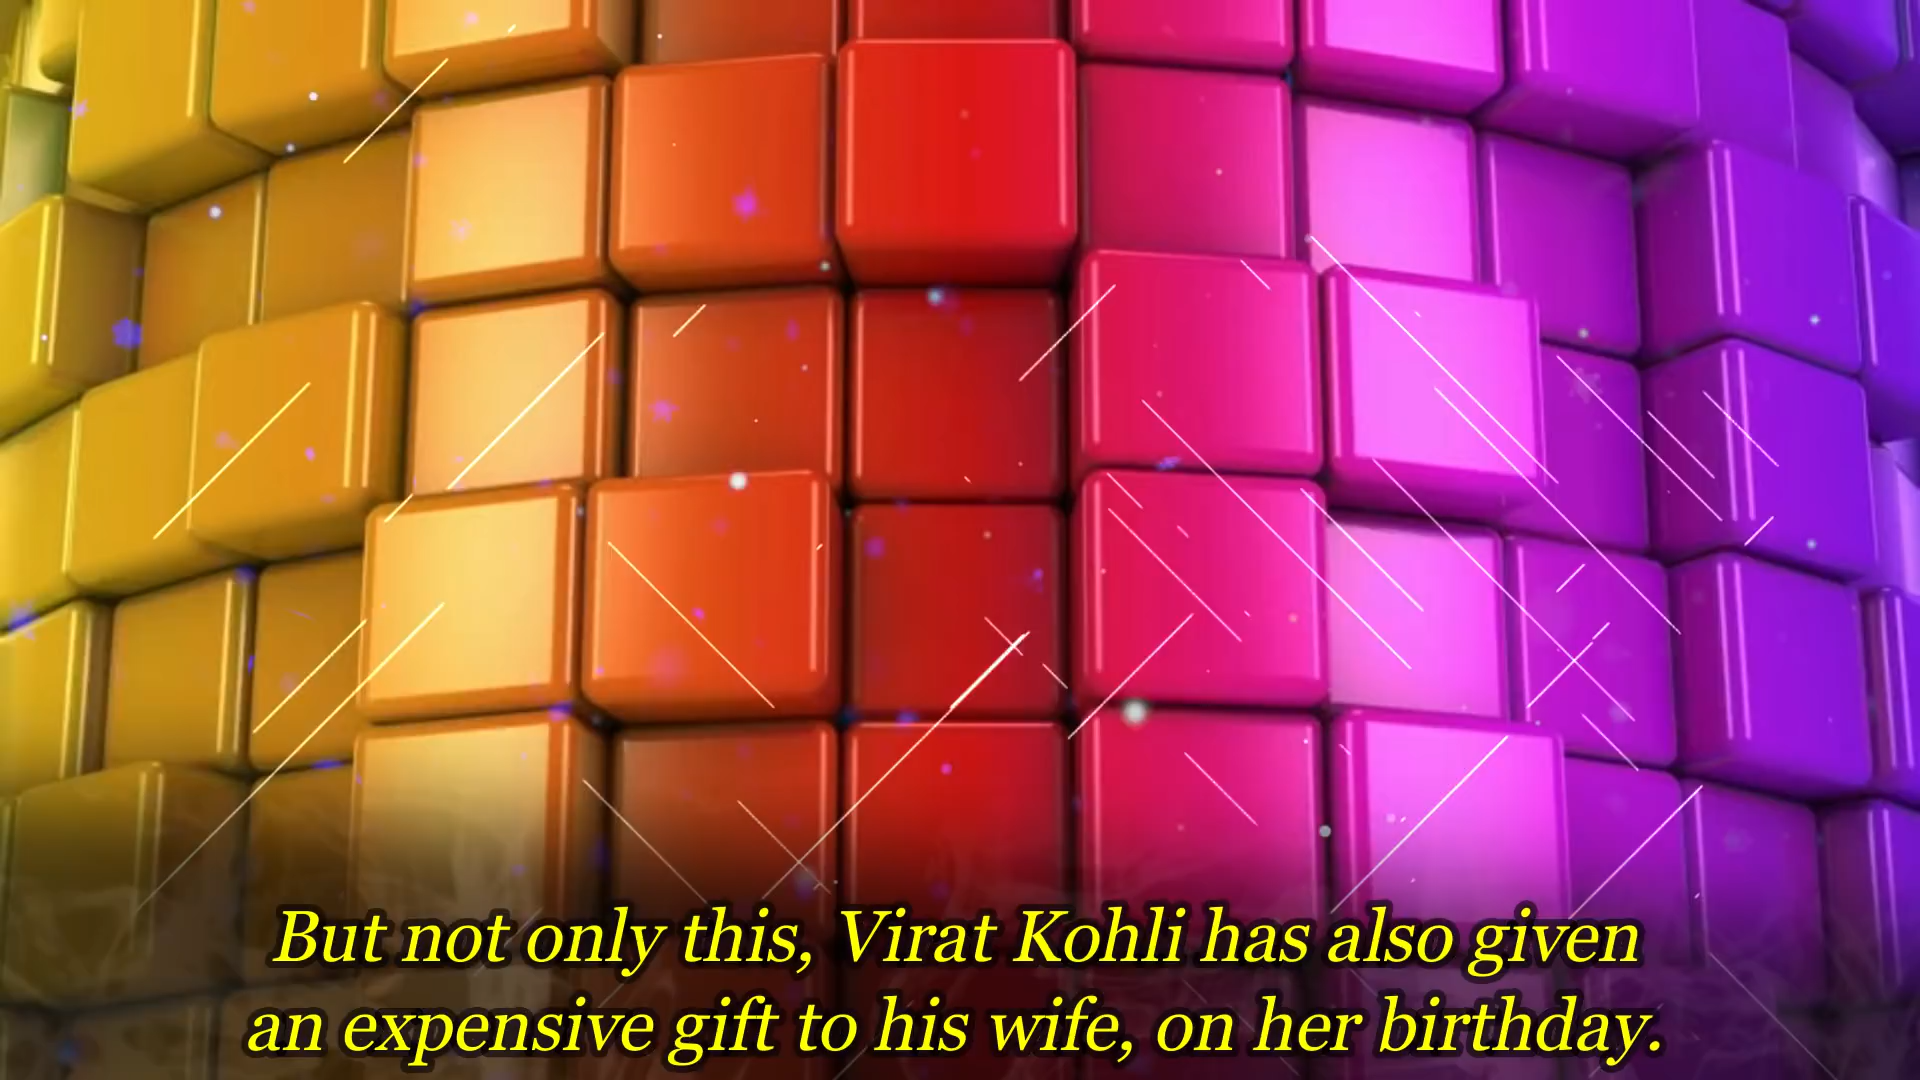 But not only this, Virat Kohli has also given
an expensive gift to his wife, on her birthday.